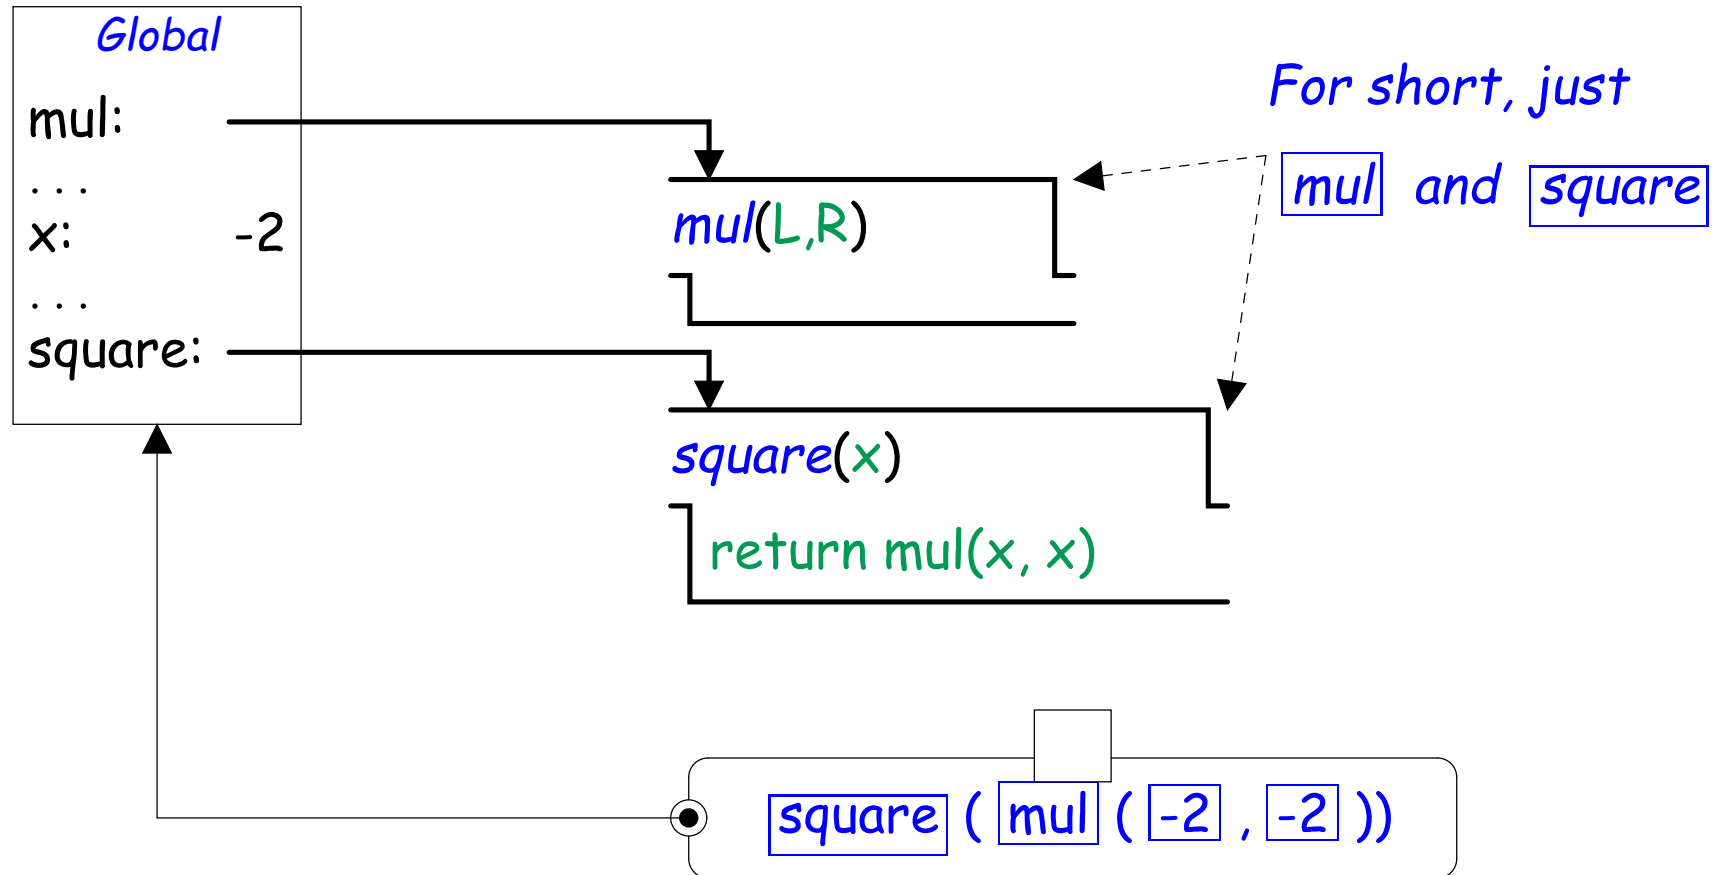 Global
mul:
. . .
x: -2
. . .
square:
mul(L,R)
square(x)
return mul(x, x)
For short, just
mul and square
square ( mul ( -2 , -2 ))